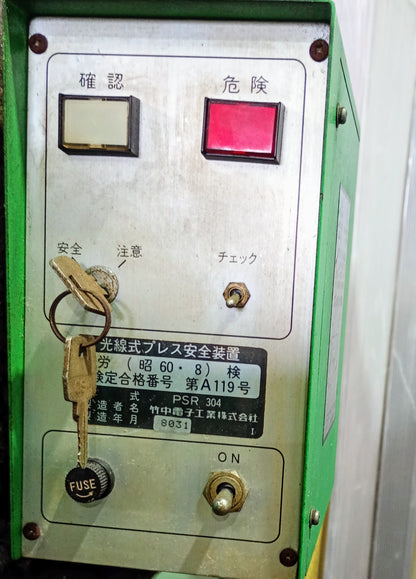 確認
危険
安全
注意
チェック
光線式プレス安全装置
労 (昭60・8) 検
検定合格番号 第A119号
式 PSR 304
造者名 竹中電子工業株式会社
造年月 8031 I
ON
FUSE